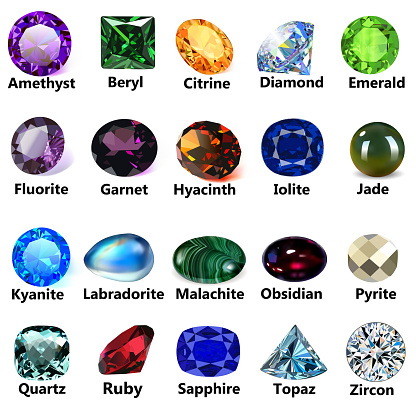 Amethyst Beryl Citrine Diamond Emerald
Fluorite Garnet Hyacinth Iolite Jade
Kyanite Labradorite Malachite Obsidian Pyrite
Quartz Ruby Sapphire Topaz Zircon